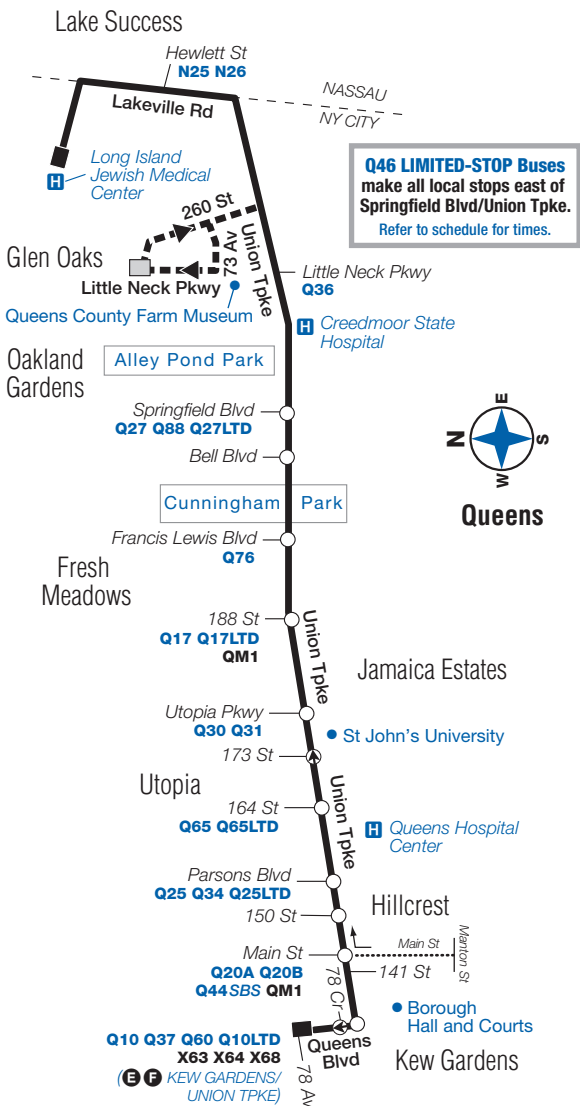 Lake Success
Hewlett St
N25 N26
NASSAU
NY CITY
Lakeville Rd
Q46 LIMITED-STOP Buses
make all local stops east of
Springfield Blvd/Union Tpke.
Refer to schedule for times.
H Long Island
Jewish Medical
Center
260 St
73 Av
Union Tpke
Glen Oaks
Little Neck Pkwy
Little Neck Pkwy
Q36
Queens County Farm Museum
H Creedmoor State
Hospital
Oakland
Gardens
Alley Pond Park
Springfield Blvd
Q27 Q88 Q27LTD
Bell Blvd
E
N
S
W
Queens
Cunningham Park
Francis Lewis Blvd
Q76
Fresh
Meadows
188 St
Q17 Q17LTD
QM1
Union Tpke
Jamaica Estates
Utopia Pkwy
Q30 Q31
St John's University
173 St
Utopia
164 St
Q65 Q65LTD
Union Tpke
H Queens Hospital
Center
Parsons Blvd
Q25 Q34 Q25LTD
150 St
Hillcrest
Main St
Q20A Q20B
Q44SBS QM1
Main St
Manton St
141 St
78 Cr
Borough
Hall and Courts
Q10 Q37 Q60 Q10LTD
X63 X64 X68
(E F KEW GARDENS/
UNION TPKE)
Queens
Blvd
78 Av
Kew Gardens